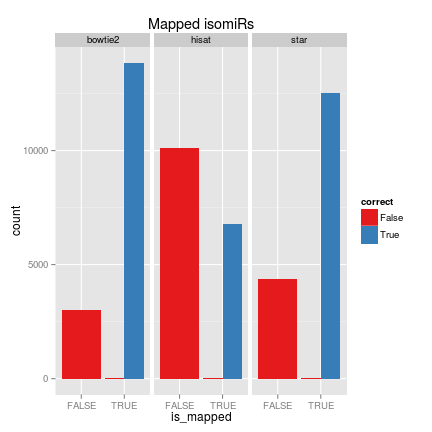 Mapped isomiRs
bowtie2 hisat star
count
10000
5000
0
FALSE TRUE FALSE TRUE FALSE TRUE
is_mapped
correct
False
True